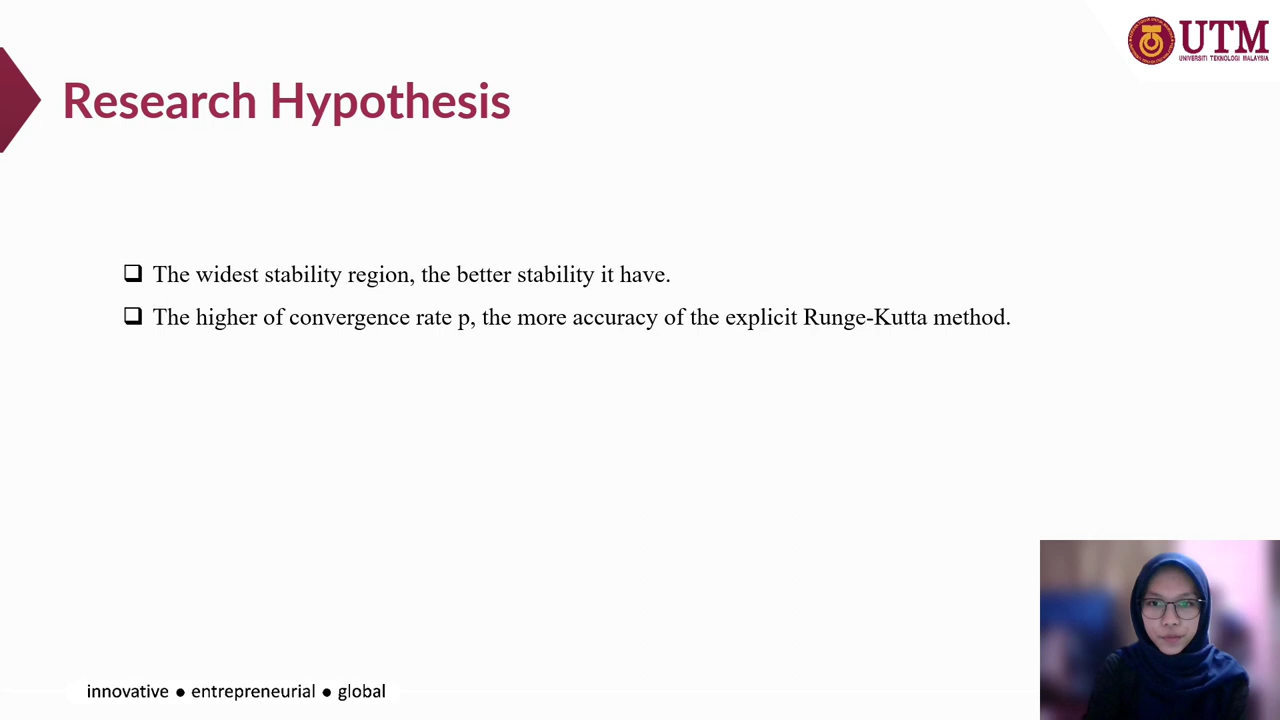 UTM
UNIVERSITI TEKNOLOGI MALAYSIA
Research Hypothesis
The widest stability region, the better stability it have.
The higher of convergence rate p, the more accuracy of the explicit Runge-Kutta method.
innovative ● entrepreneurial ● global